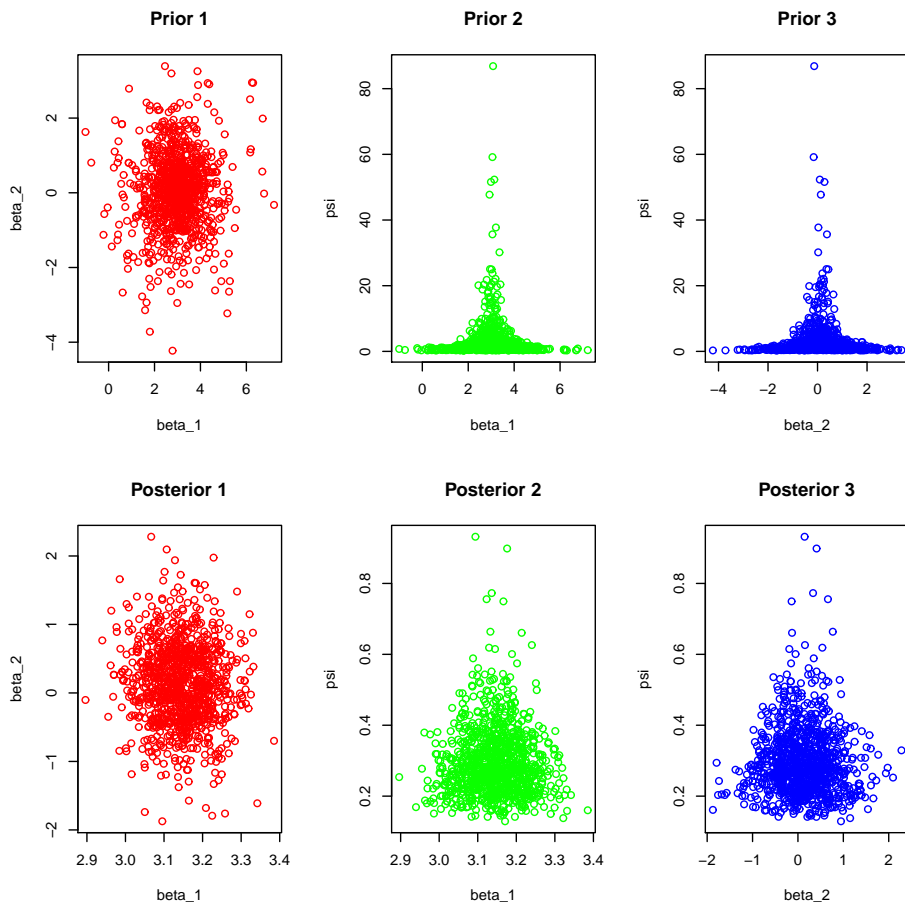 Prior 1
beta_2
2
0
−2
−4
0 2 4 6
beta_1
Prior 2
psi
80
60
40
20
0
0 2 4 6
beta_1
Prior 3
psi
80
60
40
20
0
−4 −2 0 2
beta_2
Posterior 1
beta_2
2
1
0
−1
−2
2.9 3.0 3.1 3.2 3.3 3.4
beta_1
Posterior 2
psi
0.8
0.6
0.4
0.2
2.9 3.0 3.1 3.2 3.3 3.4
beta_1
Posterior 3
psi
0.8
0.6
0.4
0.2
−2 −1 0 1 2
beta_2